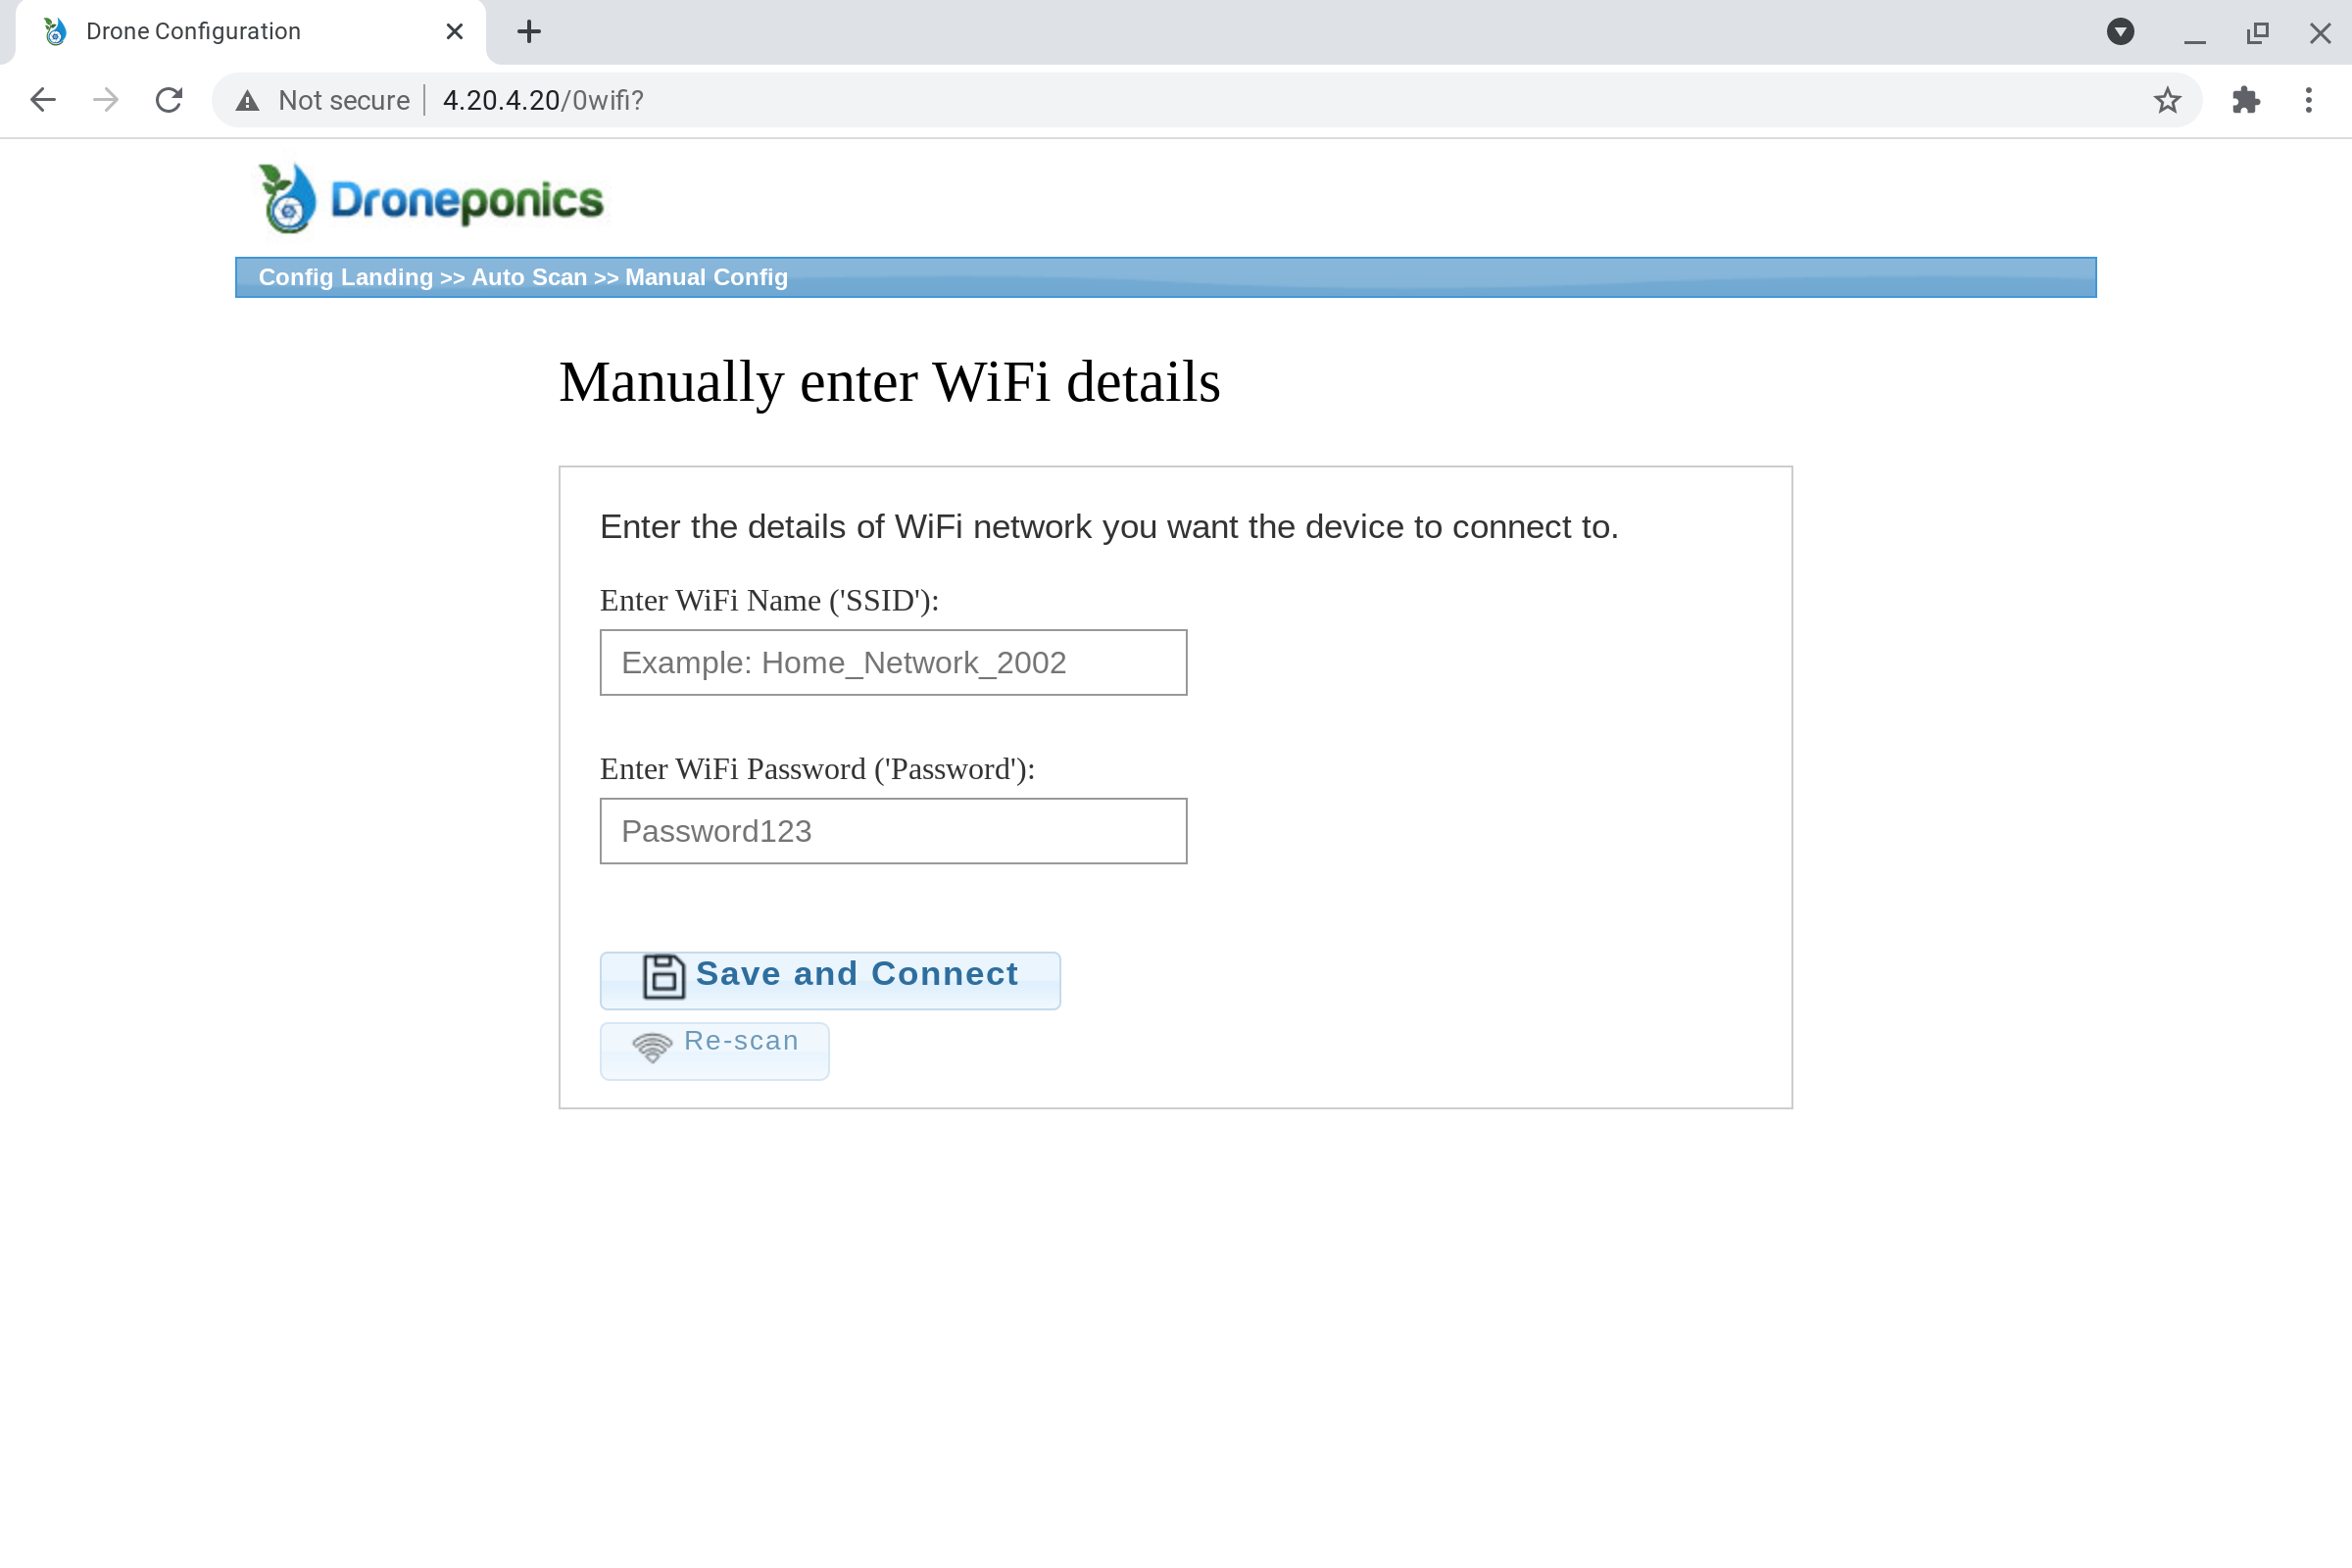 Drone Configuration
Not secure 4.20.4.20/0wifi?
Droneponics
Config Landing >> Auto Scan >> Manual Config
Manually enter WiFi details
Enter the details of WiFi network you want the device to connect to.
Enter WiFi Name ('SSID'):
Example: Home_Network_2002
Enter WiFi Password ('Password'):
Password123
Save and Connect
Re-scan